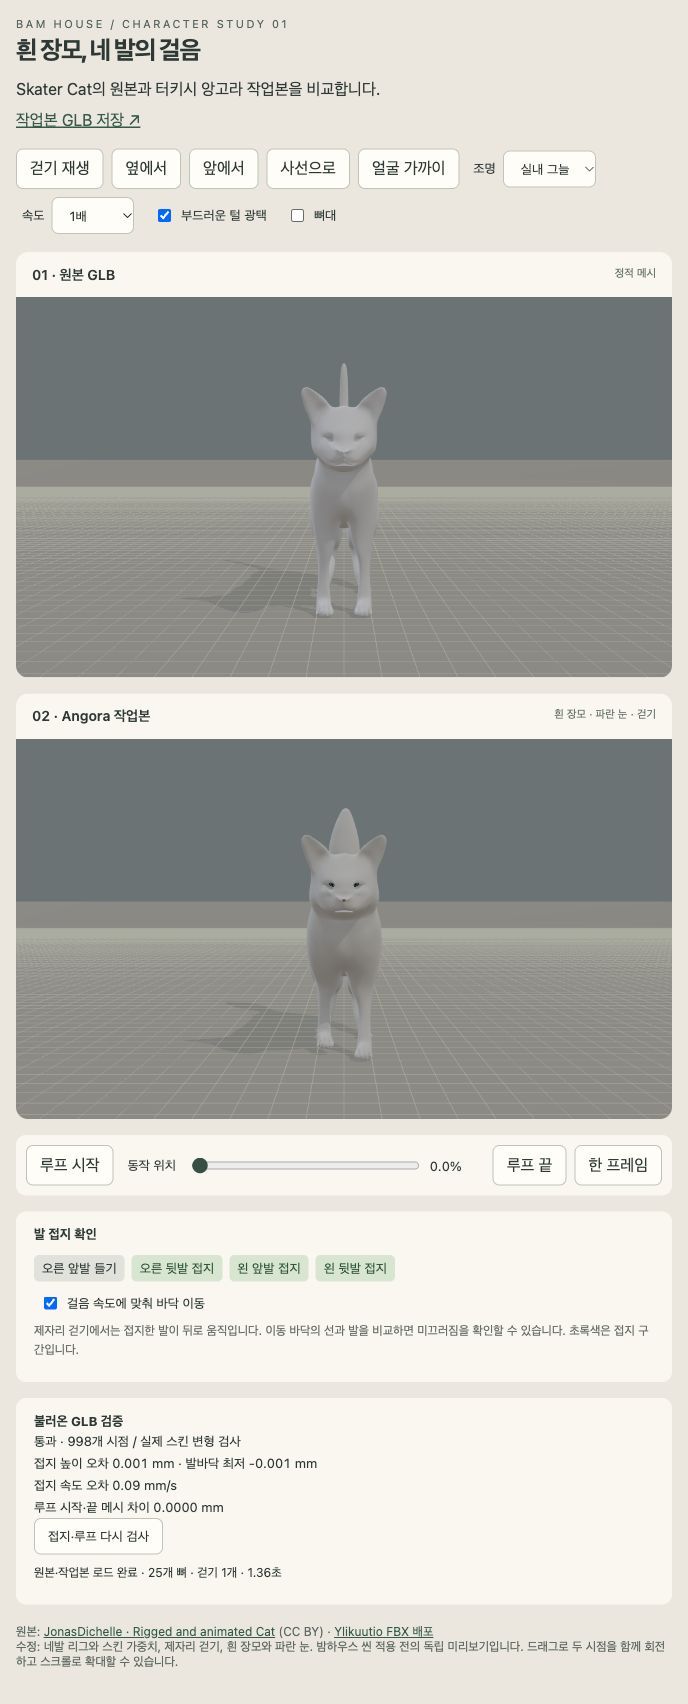 BAM HOUSE / CHARACTER STUDY 01
흰 장모, 네 발의 걸음
Skater Cat의 원본과 터키시 앙고라 작업본을 비교합니다.
작업본 GLB 저장 ↗
걷기 재생 옆에서 앞에서 사선으로 얼굴 가까이 조명 실내 그늘
속도 1배 부드러운 털 광택 뼈대
01 · 원본 GLB 정적 메시
02 · Angora 작업본 흰 장모 · 파란 눈 · 걷기
루프 시작 동작 위치 0.0% 루프 끝 한 프레임
발 접지 확인
오른 앞발 들기 오른 뒷발 접지 왼 앞발 접지 왼 뒷발 접지
걸음 속도에 맞춰 바닥 이동
제자리 걷기에서는 접지한 발이 뒤로 움직입니다. 이동 바닥의 선과 발을 비교하면 미끄러짐을 확인할 수 있습니다. 초록색은 접지 구
간입니다.
불러온 GLB 검증
통과 · 998개 시점 / 실제 스킨 변형 검사
접지 높이 오차 0.001 mm · 발바닥 최저 -0.001 mm
접지 속도 오차 0.09 mm/s
루프 시작·끝 메시 차이 0.0000 mm
접지·루프 다시 검사
원본·작업본 로드 완료 · 25개 뼈 · 걷기 1개 · 1.36초
원본: JonasDichelle · Rigged and animated Cat (CC BY) · Ylikuutio FBX 배포
수정: 네발 리그와 스킨 가중치, 제자리 걷기, 흰 장모와 파란 눈. 밤하우스 씬 적용 전의 독립 미리보기입니다. 드래그로 두 시점을 함께 회전
하고 스크롤로 확대할 수 있습니다.